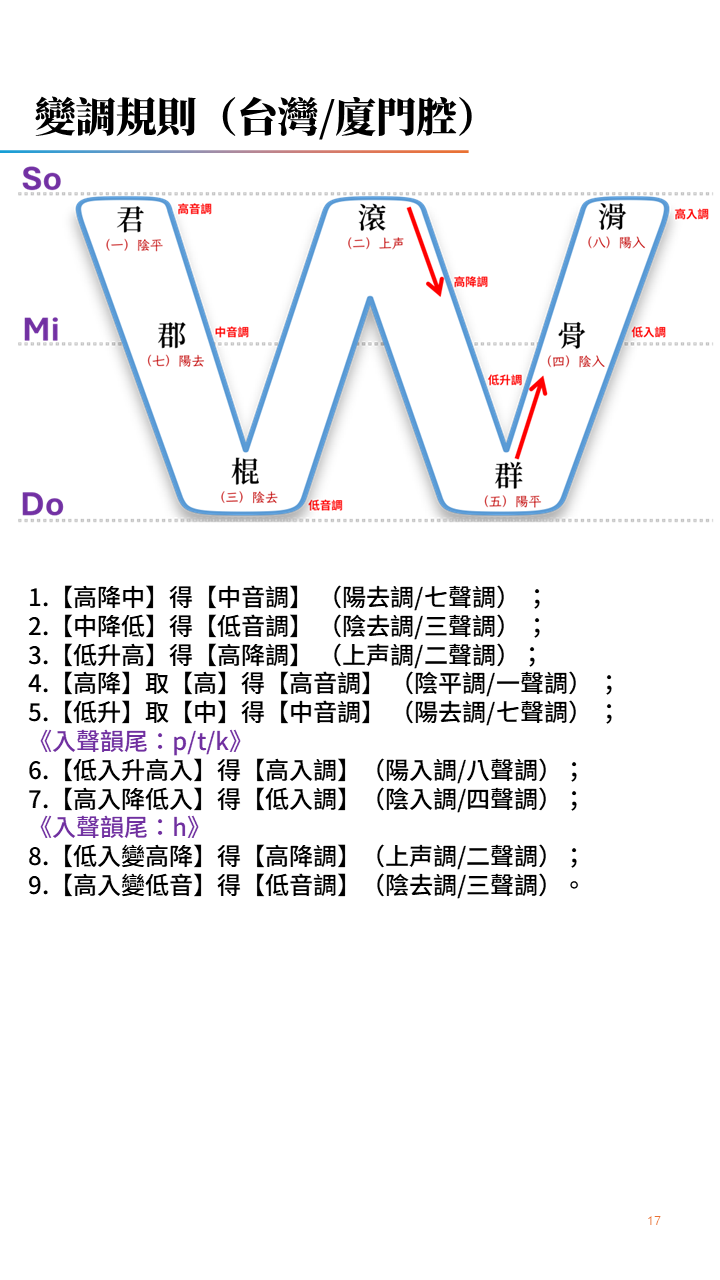 變調規則（台灣/廈門腔）
So
君
（一）陰平
高音調
滾
（二）上声
高降調
滑
（八）陽入
高入調
Mi
郡
（七）陽去
中音調
骨
（四）陰入
低入調
低升調
Do
棍
（三）陰去
低音調
群
（五）陽平
1.【高降中】得【中音調】（陽去調/七聲調）；
2.【中降低】得【低音調】（陰去調/三聲調）；
3.【低升高】得【高降調】（上声調/二聲調）；
4.【高降】取【高】得【高音調】（陰平調/一聲調）；
5.【低升】取【中】得【中音調】（陽去調/七聲調）；
《入聲韻尾：p/t/k》
6.【低入升高入】得【高入調】（陽入調/八聲調）；
7.【高入降低入】得【低入調】（陰入調/四聲調）；
《入聲韻尾：h》
8.【低入變高降】得【高降調】（上声調/二聲調）；
9.【高入變低音】得【低音調】（陰去調/三聲調）。
17